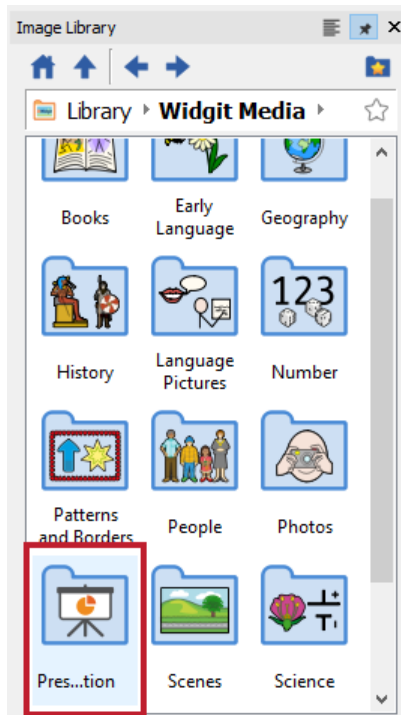 Image Library
Library Widgit Media
Books
Early
Language
Geography
123
History
Language
Pictures
Number
Patterns
and Borders
People
Photos
Pres...tion
Scenes
Science